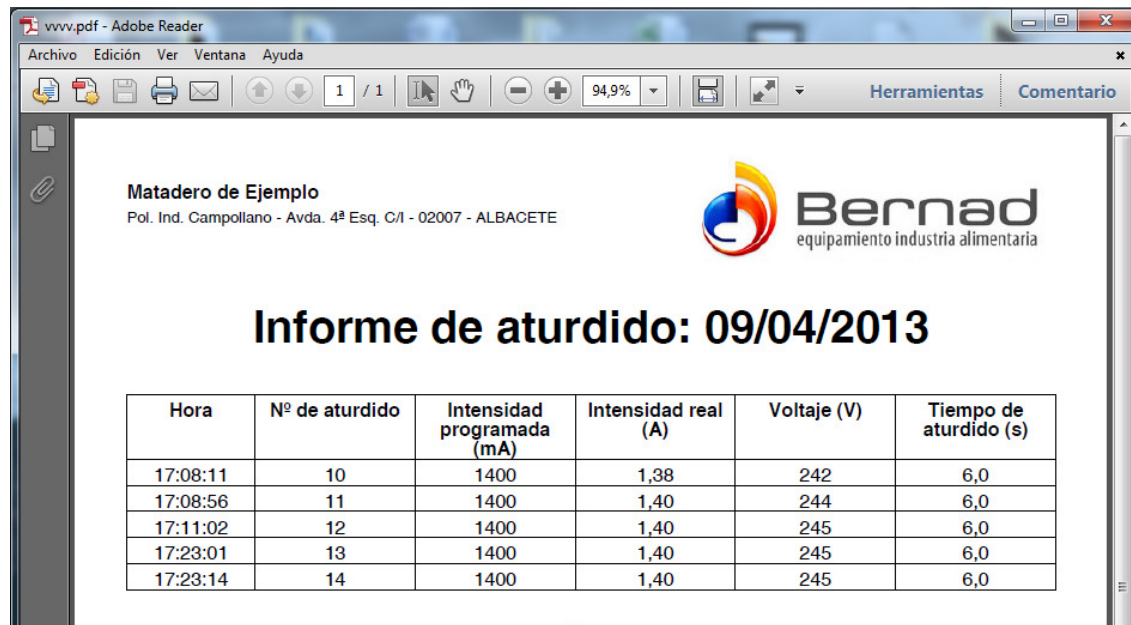 vvvv.pdf - Adobe Reader
Archivo Edición Ver Ventana Ayuda
1 / 1 94,9% Herramientas Comentario
Matadero de Ejemplo
Pol. Ind. Campollano - Avda. 4ª Esq. C/I - 02007 - ALBACETE
Bernad
equipamiento industria alimentaria
Informe de aturdido: 09/04/2013
Hora Nº de aturdido Intensidad programada (mA) Intensidad real (A) Voltaje (V) Tiempo de aturdido (s)
17:08:11 10 1400 1,38 242 6,0
17:08:56 11 1400 1,40 244 6,0
17:11:02 12 1400 1,40 245 6,0
17:23:01 13 1400 1,40 245 6,0
17:23:14 14 1400 1,40 245 6,0